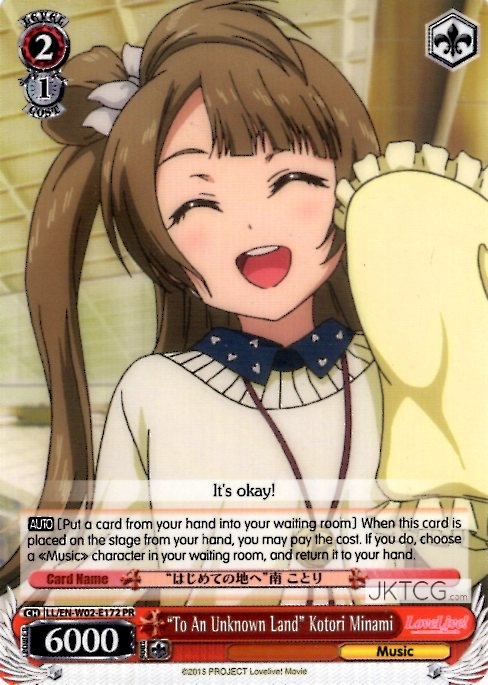 LEVEL
2
1
COST
It's okay!
AUTO [Put a card from your hand into your waiting room] When this card is
placed on the stage from your hand, you may pay the cost. If you do, choose
a «Music» character in your waiting room, and return it to your hand.
Card Name "はじめての地へ"南 ことり
JKTCG.com
CH LL/EN-W02-E172 PR
"To An Unknown Land" Kotori Minami LoveLive!
POWER 6000 SOUL Music
©2015 PROJECT Lovelive! Movie